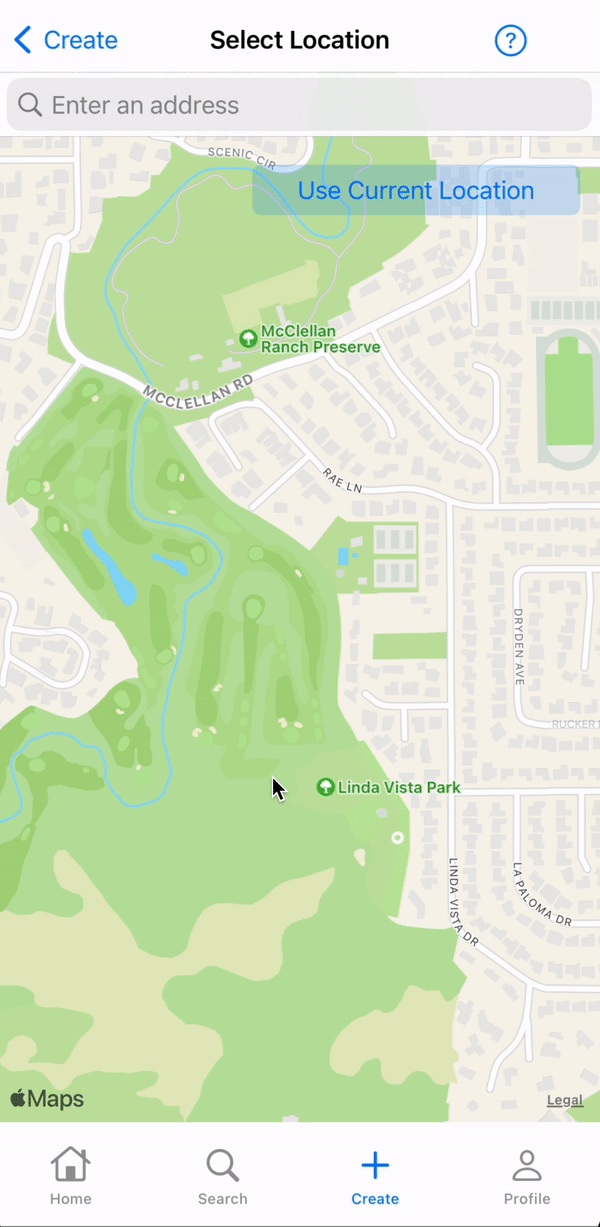 Create
Select Location
?
Enter an address
SCENIC CIR
Use Current Location
McClellan
Ranch Preserve
MCCLELLAN RD
RAE LN
DRYDEN AVE
RUCKER
Linda Vista Park
LINDA VISTA DR
LA PALOMA DR
Maps
Legal
Home
Search
Create
Profile